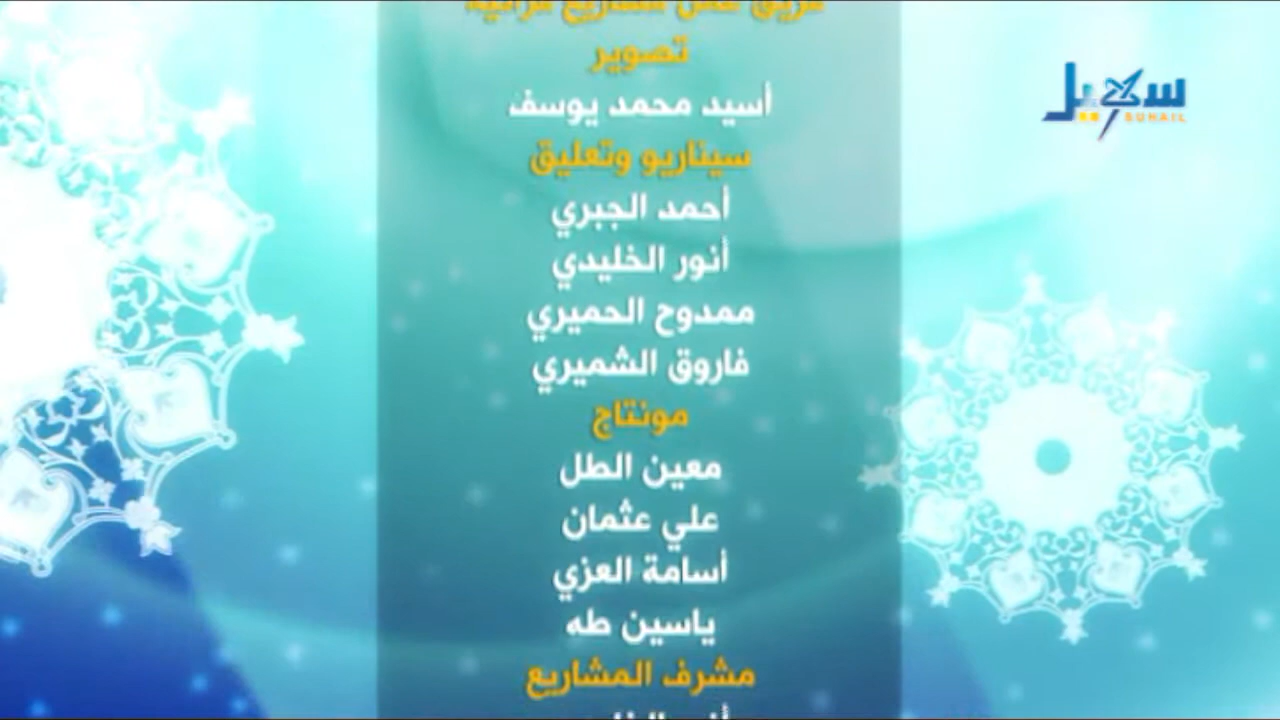 تصوير
أسيد محمد يوسف
سيناريو وتعليق
أحمد الجبري
أنور الخليدي
ممدوح الحميري
فاروق الشميري
مونتاج
معين الطل
علي عثمان
أسامة العزي
ياسين طه
مشرف المشاريع
سهيل
SUHAIL